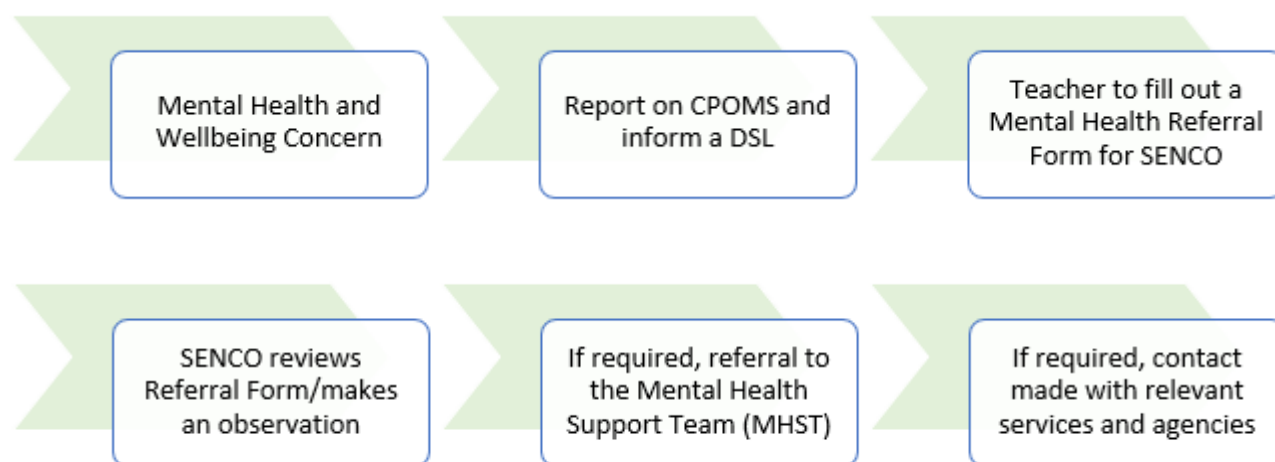 Mental Health and
Wellbeing Concern
Report on CPOMS and
inform a DSL
Teacher to fill out a
Mental Health Referral
Form for SENCO
SENCO reviews
Referral Form/makes
an observation
If required, referral to
the Mental Health
Support Team (MHST)
If required, contact
made with relevant
services and agencies